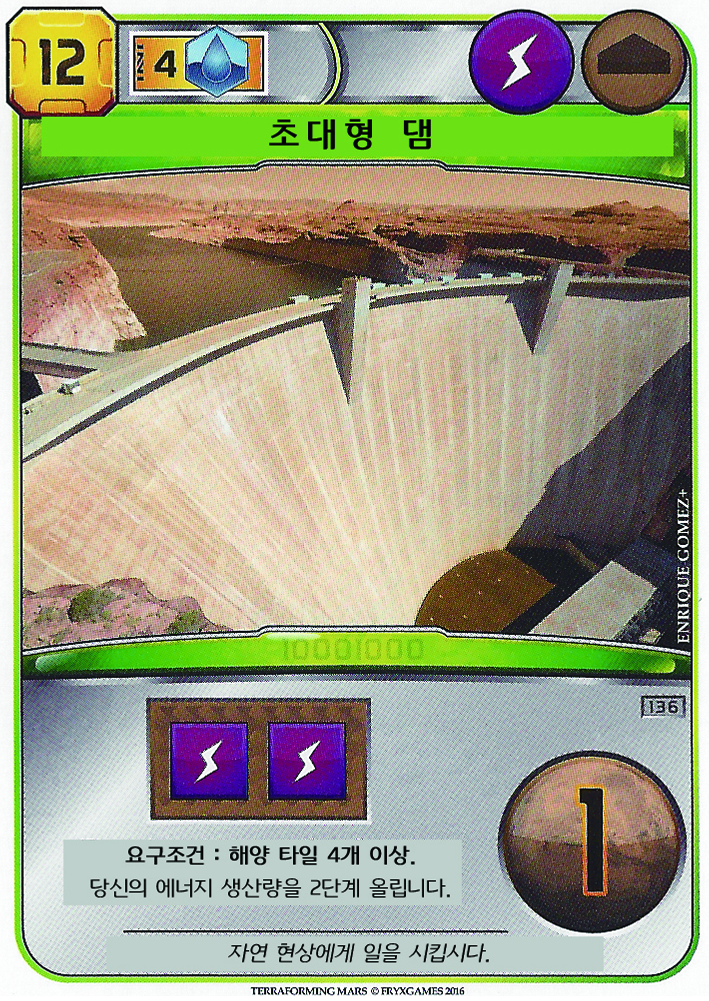 12
4
초대형 댐
ENRIQUE GOMEZ+
10001000
136
요구조건 : 해양 타일 4개 이상.
1
당신의 에너지 생산량을 2단계 올립니다.
자연 현상에게 일을 시킵시다.
TERRAFORMING MARS © FRYXGAMES 2016